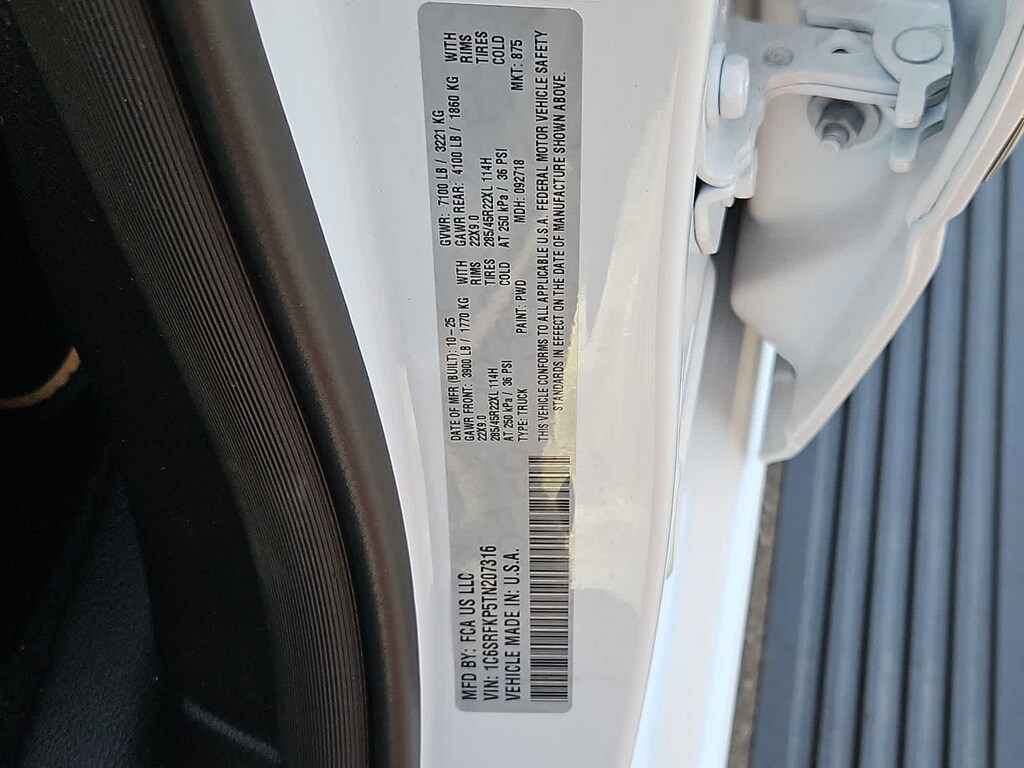 MFD BY: FCA US LLC
VIN: 1C6SRFKP5TN207316
VEHICLE MADE IN: U.S.A.
DATE OF MFR (BUILT): 10-25 GVWR: 7100 LB / 3221 KG
GAWR FRONT: 3900 LB / 1770 KG WITH GAWR REAR: 4100 LB / 1860 KG WITH
22X9.0 RIMS 22X9.0 RIMS
285/45R22XL 114H TIRES 285/45R22XL 114H TIRES
AT 250 kPa / 36 PSI COLD AT 250 kPa / 36 PSI COLD
TYPE: TRUCK PAINT: PWD MDH: 092718 MKT: 875
THIS VEHICLE CONFORMS TO ALL APPLICABLE U.S.A. FEDERAL MOTOR VEHICLE SAFETY
STANDARDS IN EFFECT ON THE DATE OF MANUFACTURE SHOWN ABOVE.